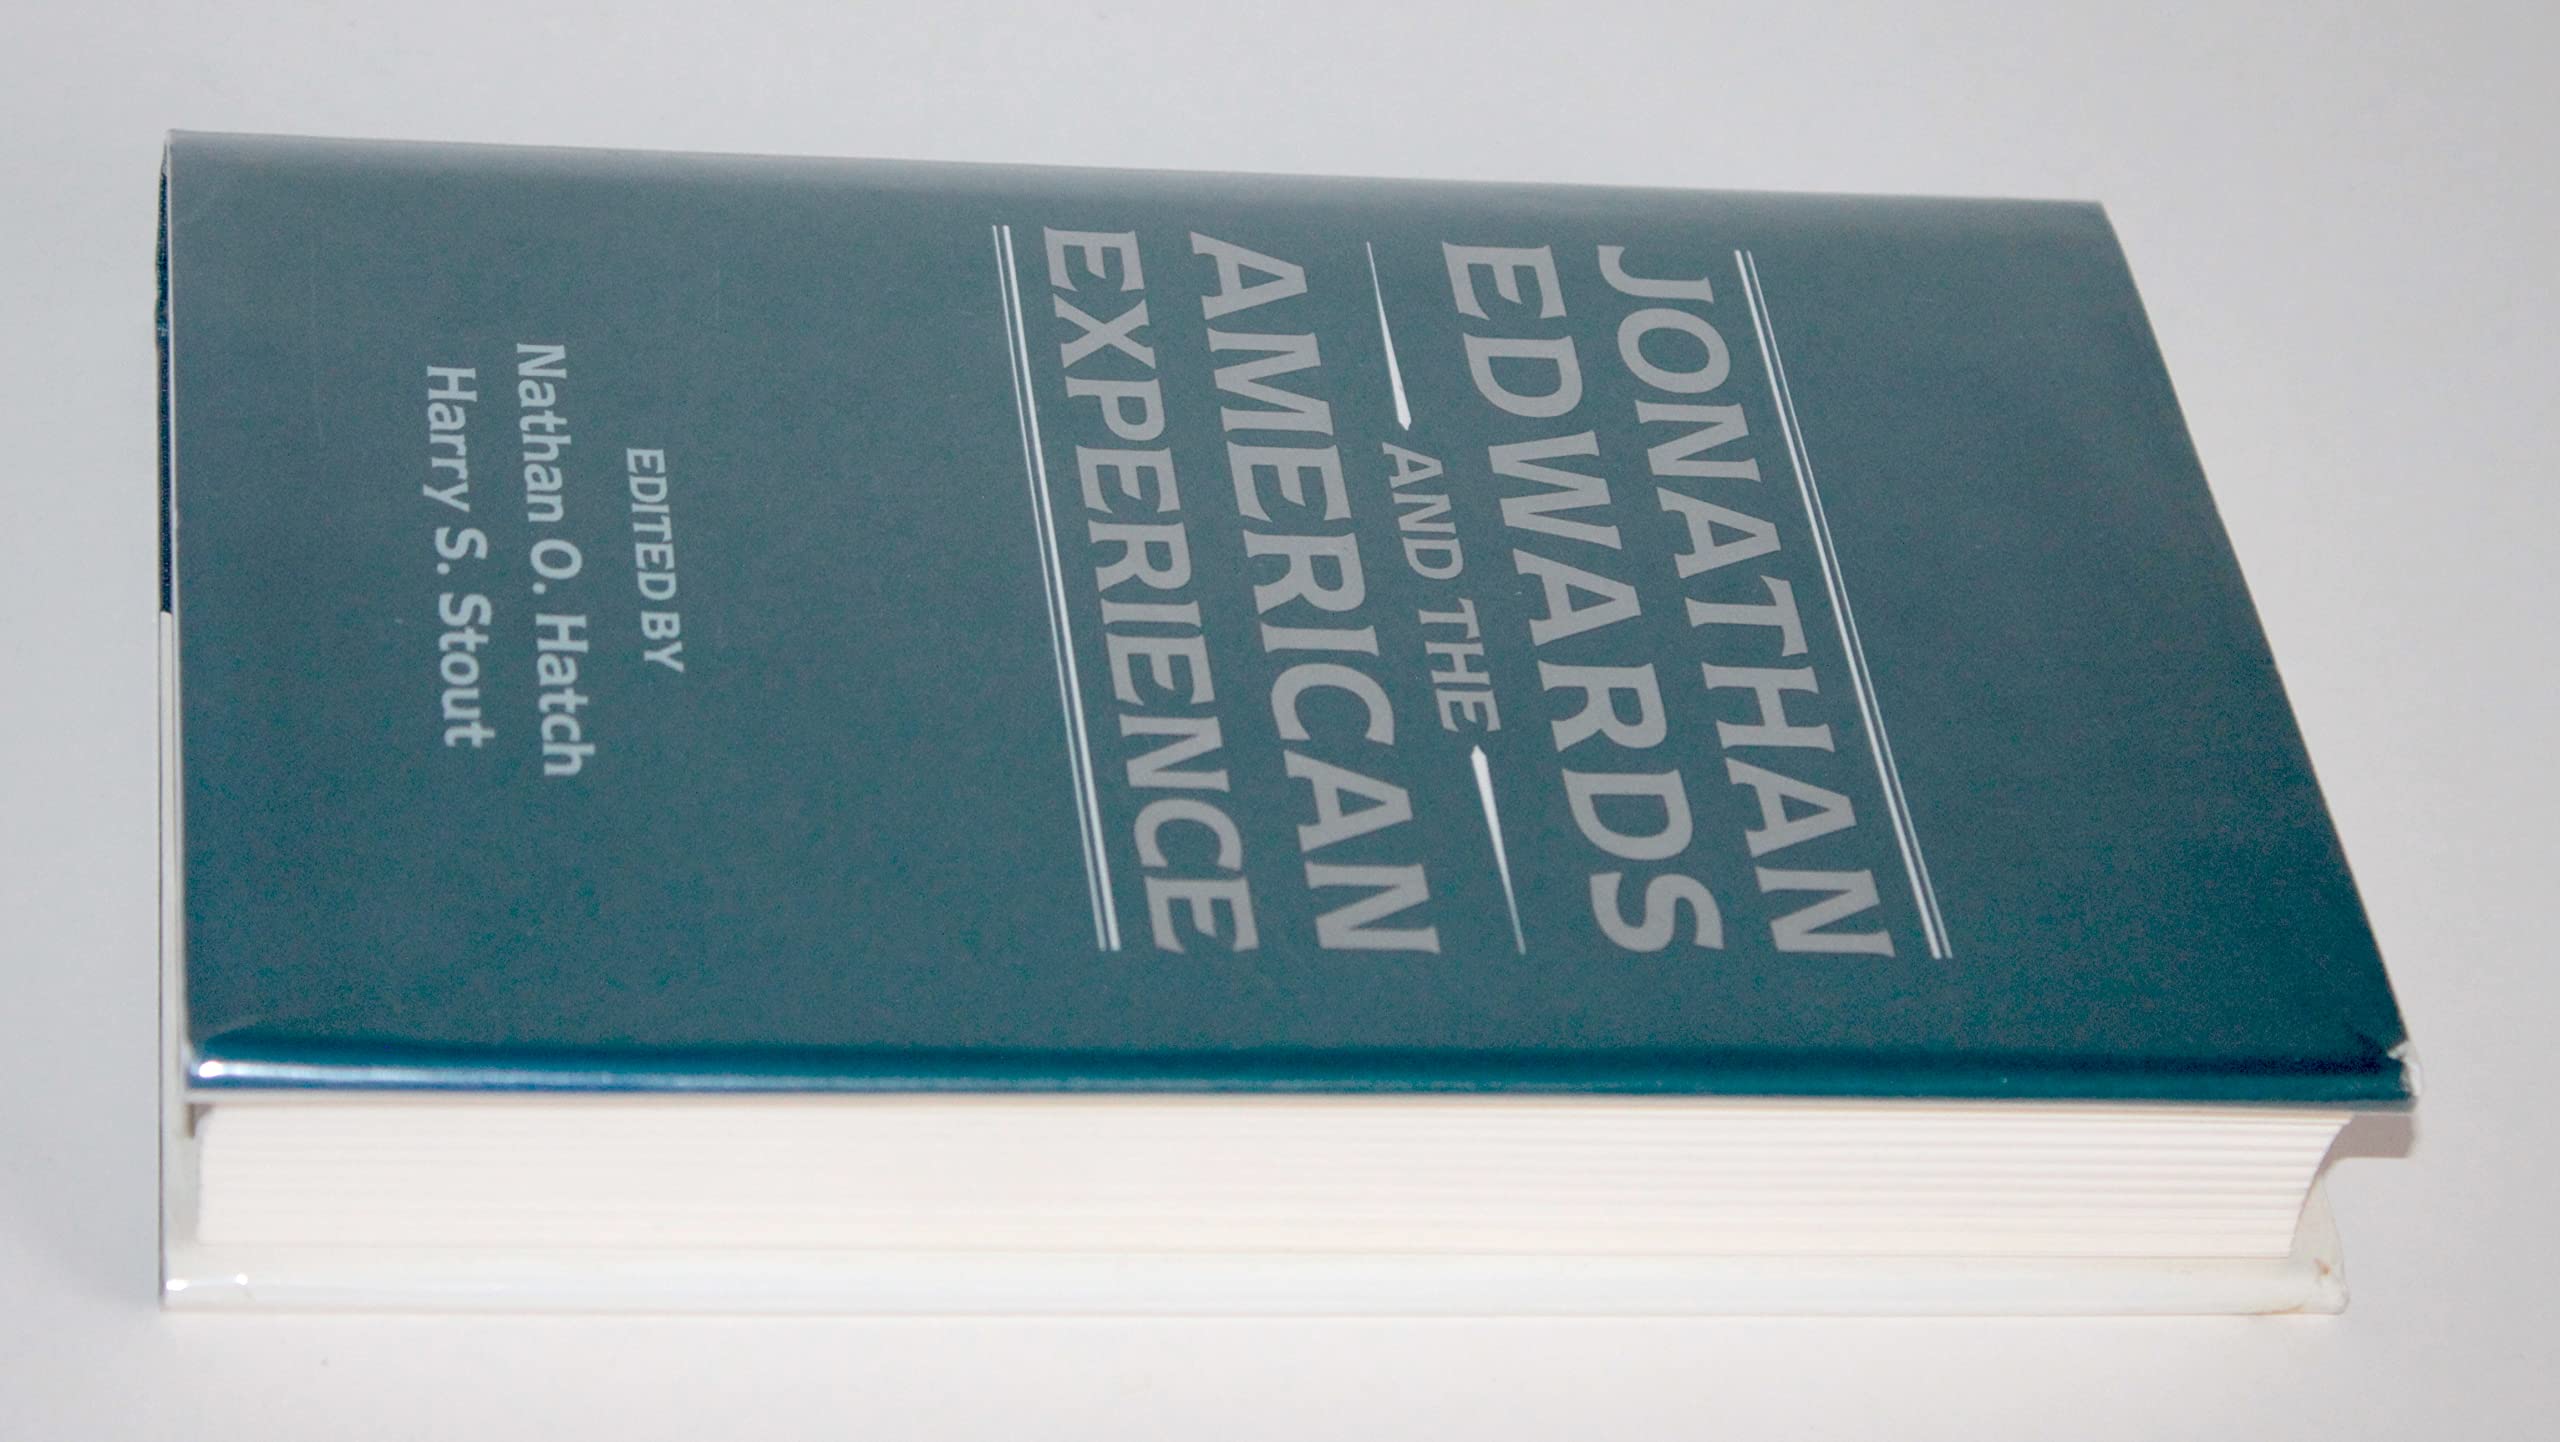 JONATHAN
EDWARDS
AND THE
AMERICAN
EXPERIENCE
EDITED BY
Nathan O. Hatch
Harry S. Stout